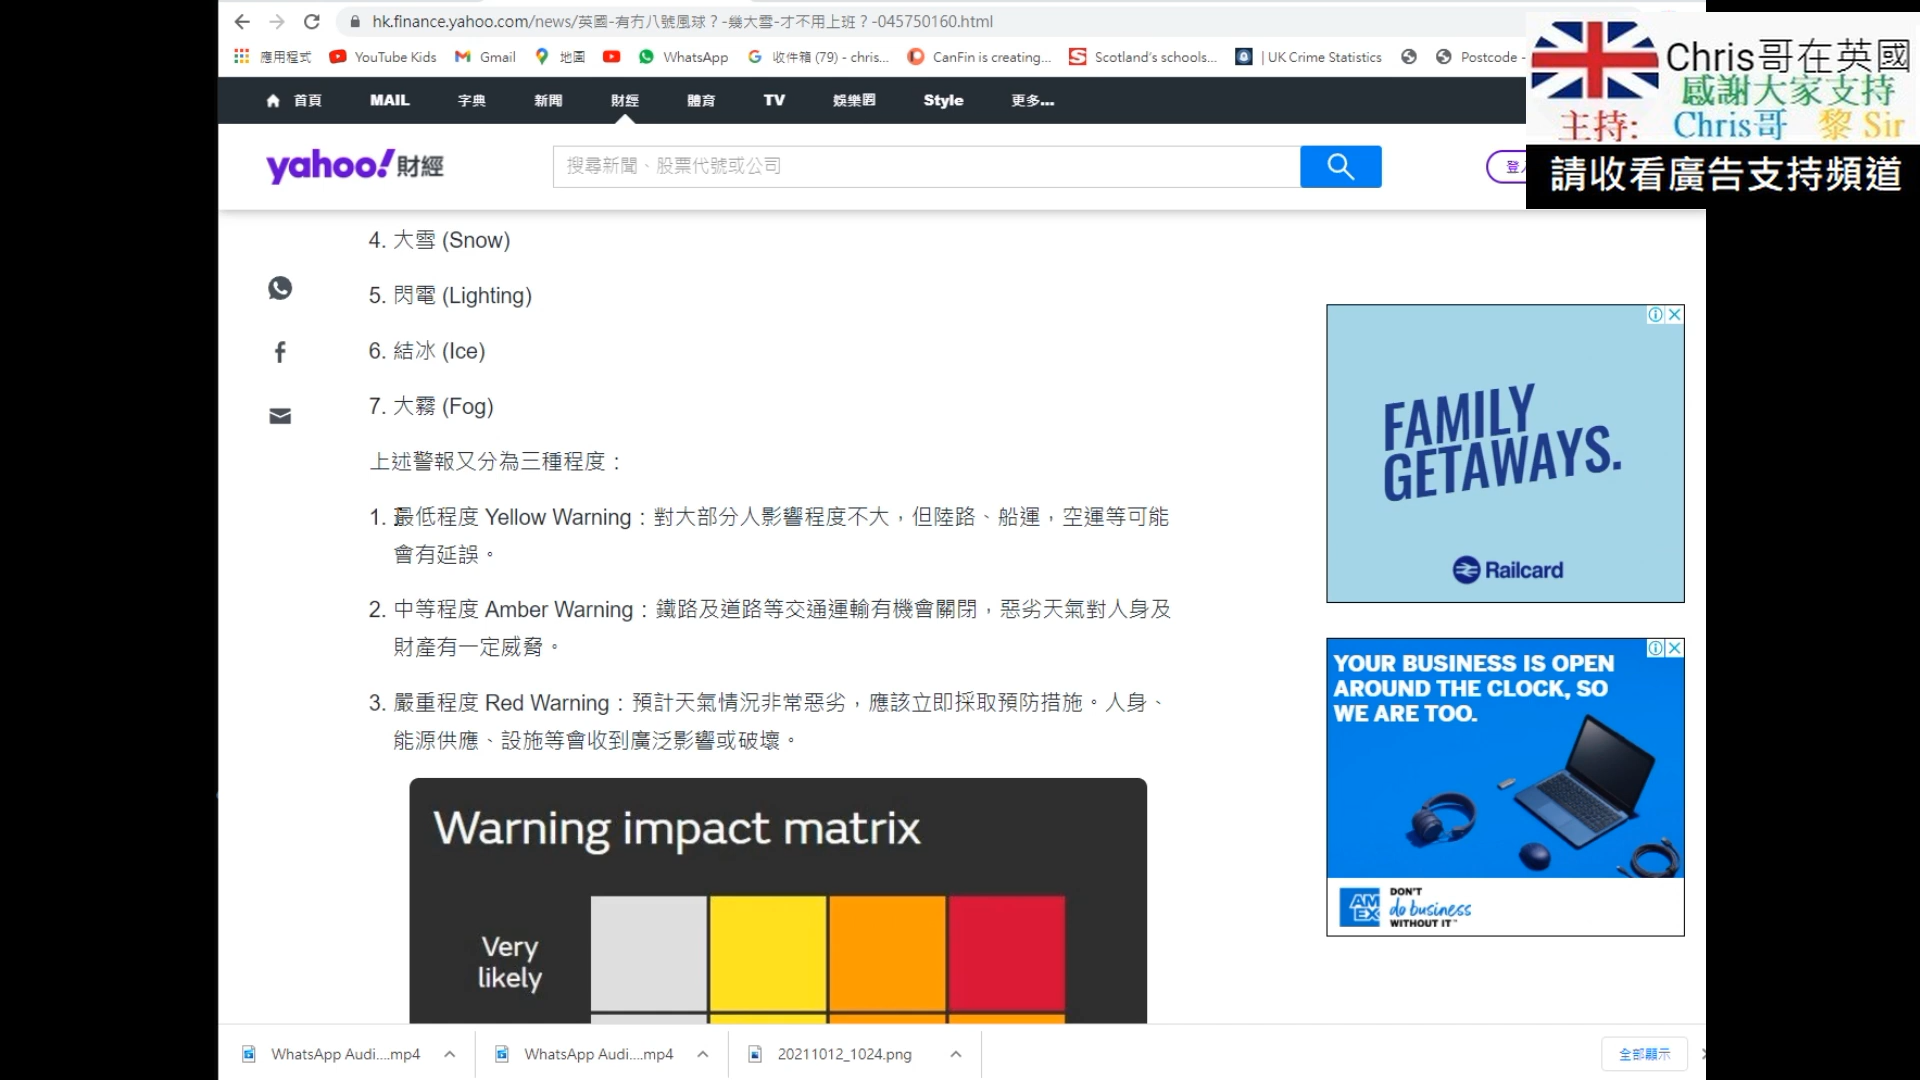 hk.finance.yahoo.com/news/英國-有冇八號風球？-幾大雪-才不用上班？-045750160.html
應用程式 YouTube Kids Gmail 地圖 WhatsApp 收件箱 (79) - chris... CanFin is creating... Scotland's schools... | UK Crime Statistics Postcode -
Chris哥在英國
感謝大家支持
主持: Chris哥 黎 Sir
請收看廣告支持頻道
首頁 MAIL 字典 新聞 財經 體育 TV 娛樂圈 Style 更多...
yahoo!財經 搜尋新聞、股票代號或公司
4. 大雪 (Snow)
5. 閃電 (Lighting)
6. 結冰 (Ice)
7. 大霧 (Fog)
上述警報又分為三種程度：
1. 最低程度 Yellow Warning：對大部分人影響程度不大，但陸路、船運，空運等可能
會有延誤。
2. 中等程度 Amber Warning：鐵路及道路等交通運輸有機會關閉，惡劣天氣對人身及
財產有一定威脅。
3. 嚴重程度 Red Warning：預計天氣情況非常惡劣，應該立即採取預防措施。人身、
能源供應、設施等會收到廣泛影響或破壞。
Warning impact matrix
Very
likely
FAMILY
GETAWAYS.
Railcard
YOUR BUSINESS IS OPEN
AROUND THE CLOCK, SO
WE ARE TOO.
AM
EX
DON'T
do business
WITHOUT IT™
WhatsApp Audi....mp4 WhatsApp Audi....mp4 20211012_1024.png 全部顯示